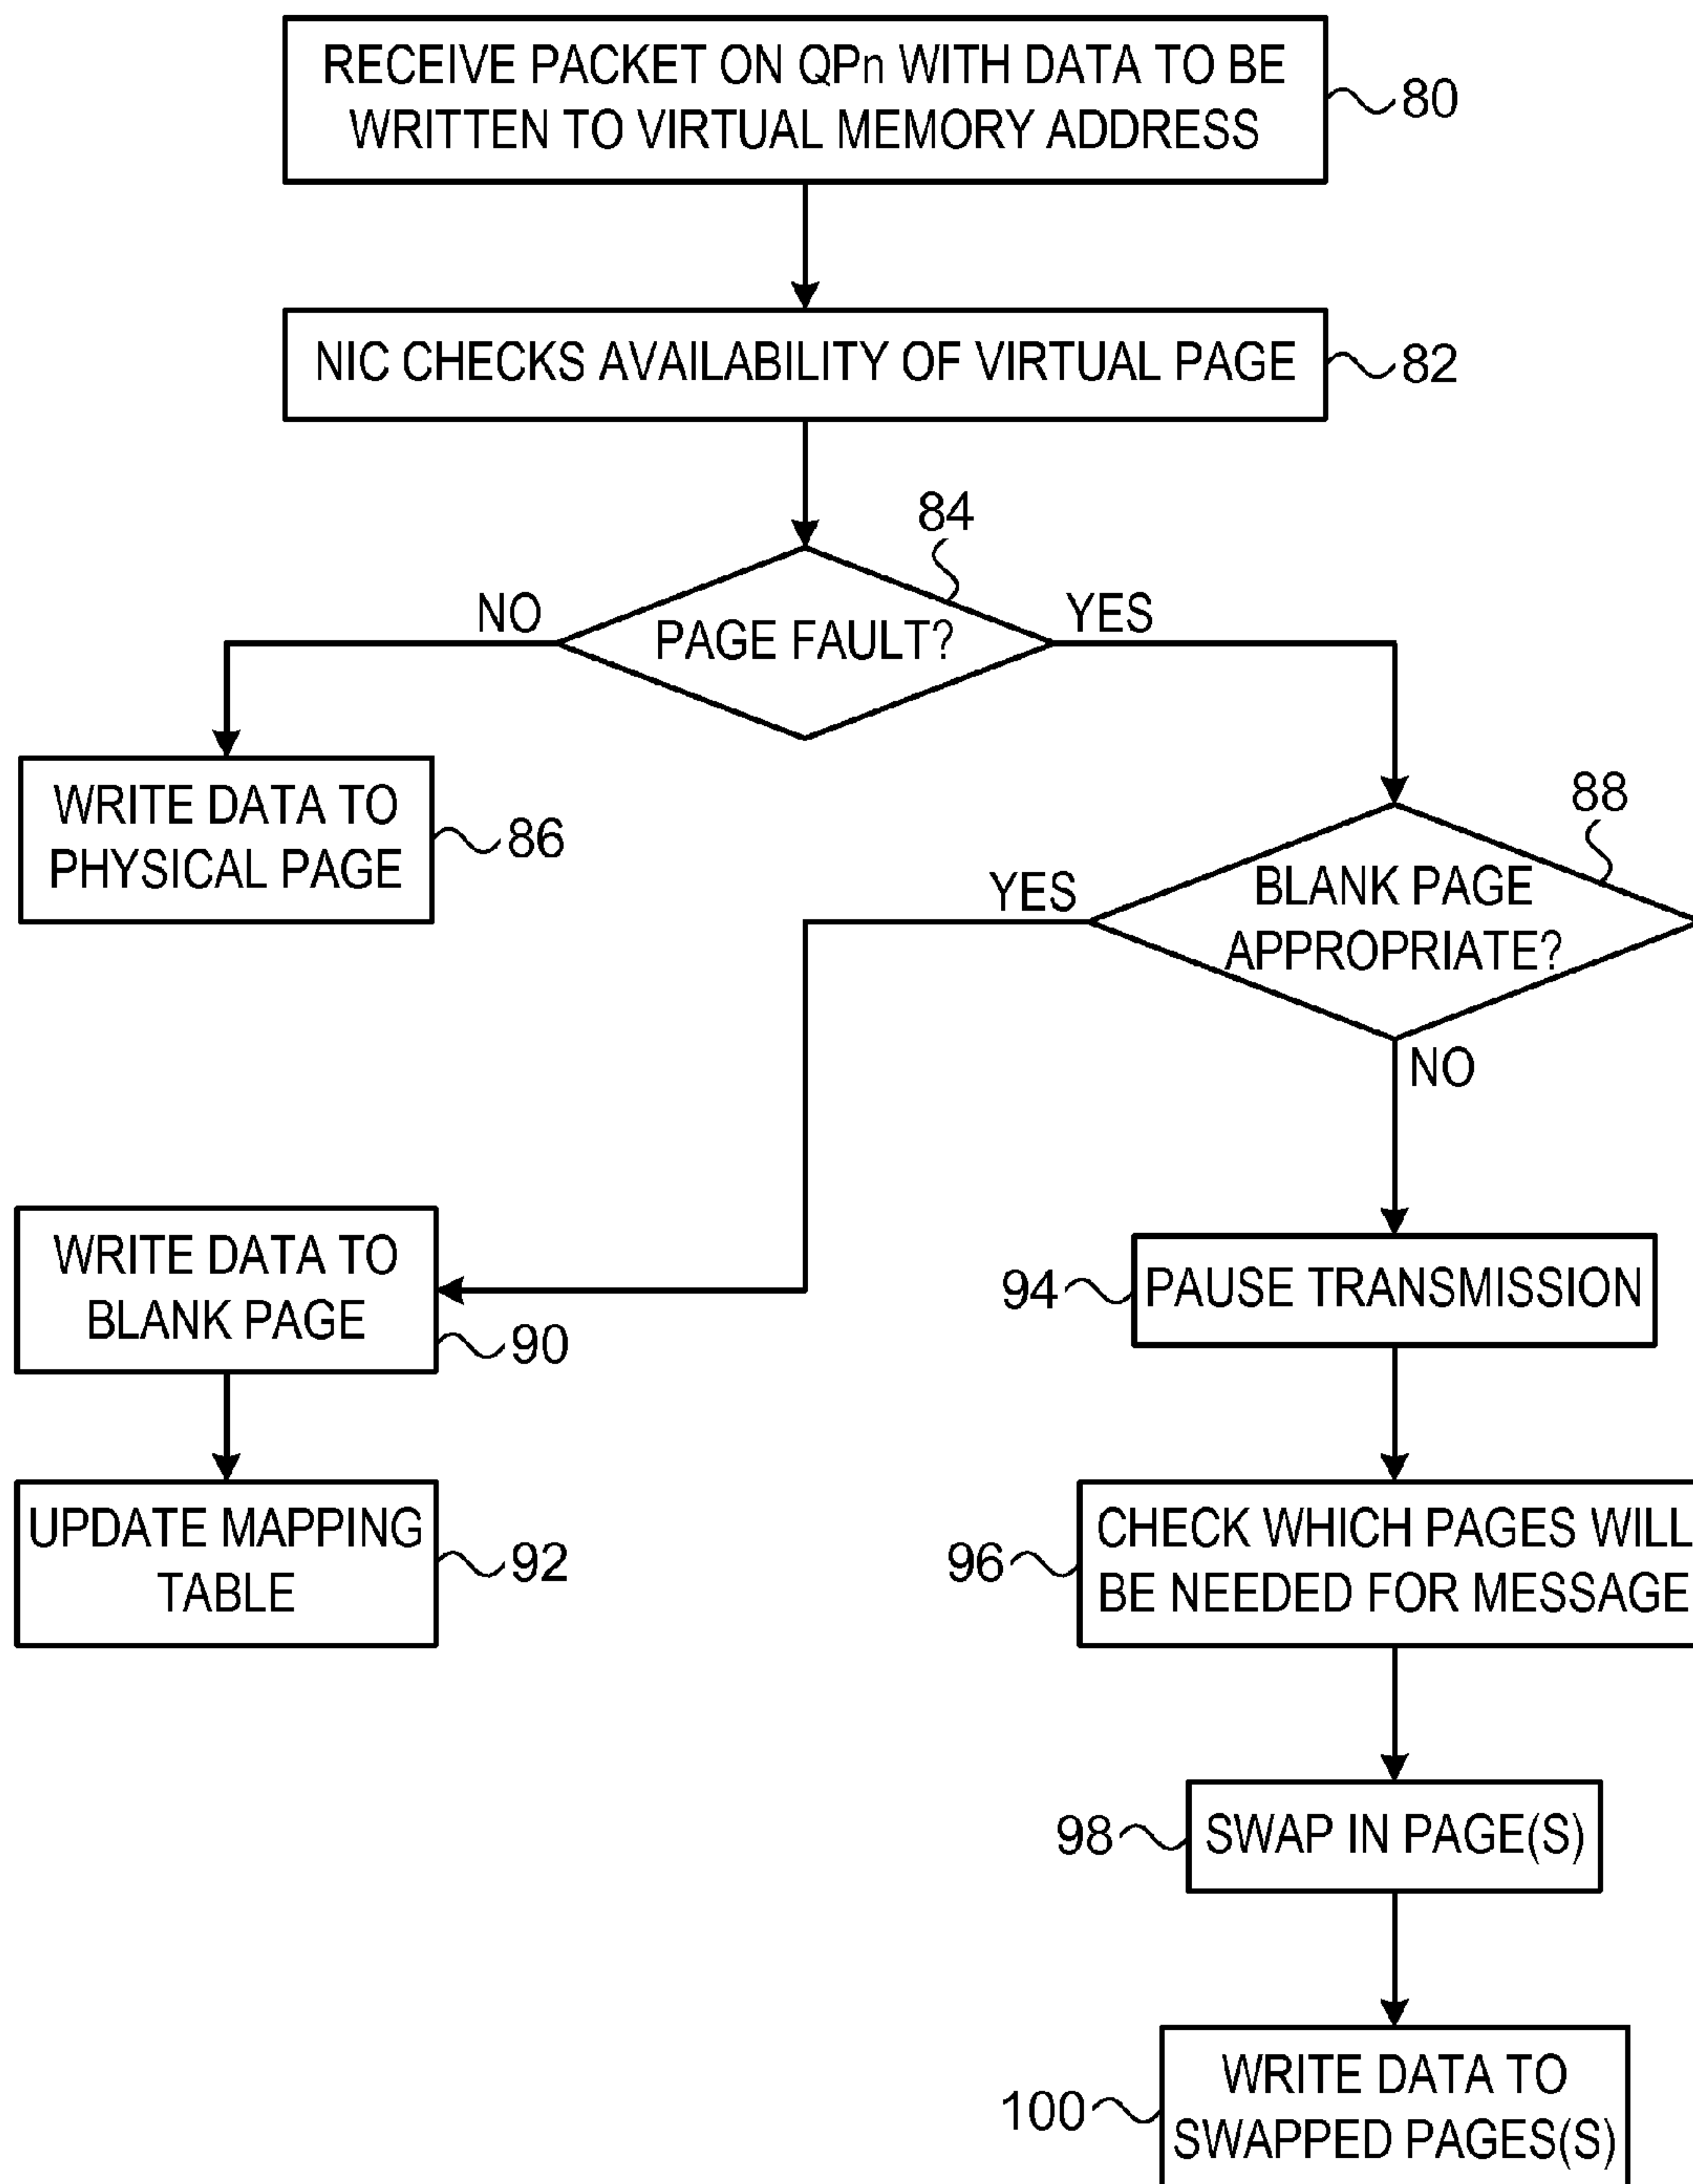 RECEIVE PACKET ON QPn WITH DATA TO BE
WRITTEN TO VIRTUAL MEMORY ADDRESS
80
NIC CHECKS AVAILABILITY OF VIRTUAL PAGE
82
84
PAGE FAULT?
NO
YES
WRITE DATA TO
PHYSICAL PAGE
86
88
BLANK PAGE
APPROPRIATE?
YES
NO
WRITE DATA TO
BLANK PAGE
90
UPDATE MAPPING
TABLE
92
94
PAUSE TRANSMISSION
96
CHECK WHICH PAGES WILL
BE NEEDED FOR MESSAGE
98
SWAP IN PAGE(S)
100
WRITE DATA TO
SWAPPED PAGES(S)